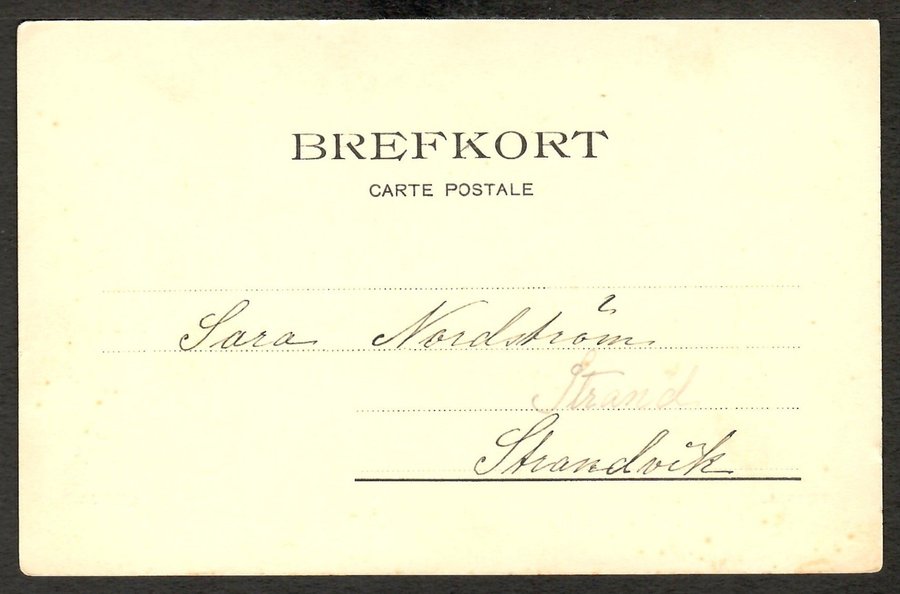 BREFKORT
CARTE POSTALE
Sara Nordström
Strand
Strandvik